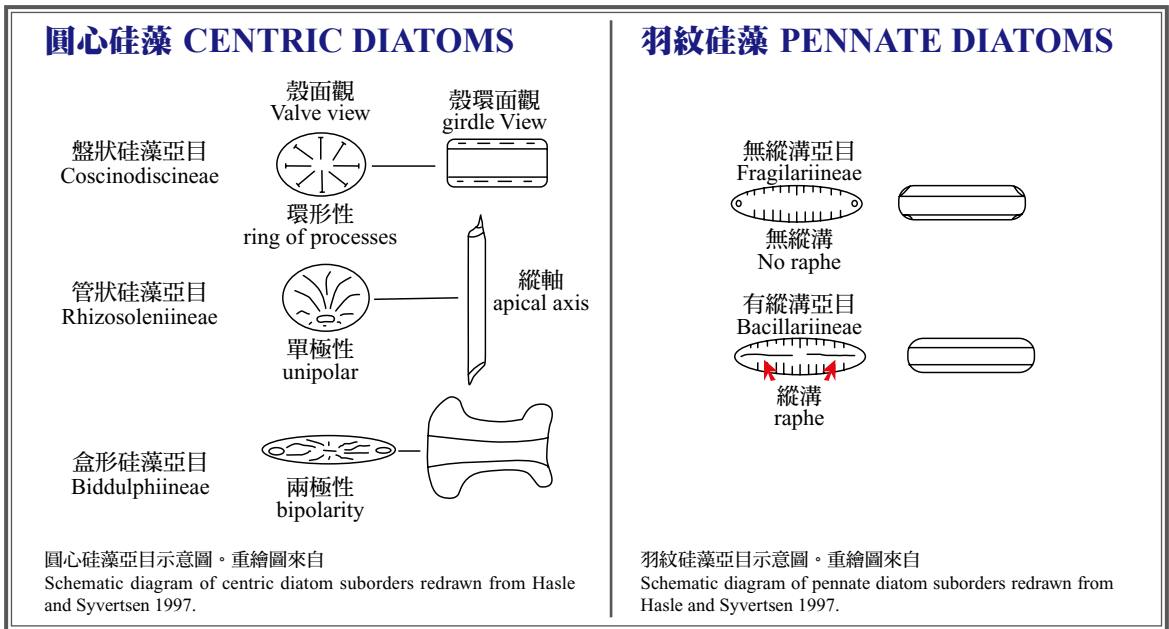 圓心硅藻 CENTRIC DIATOMS
殼面觀
Valve view
殼環面觀
girdle View
盤狀硅藻亞目
Coscinodiscineae
環形性
ring of processes
管狀硅藻亞目
Rhizosoleniineae
縱軸
apical axis
單極性
unipolar
盒形硅藻亞目
Biddulphiineae
兩極性
bipolarity
圓心硅藻亞目示意圖。重繪圖來自
Schematic diagram of centric diatom suborders redrawn from Hasle
and Syvertsen 1997.
羽紋硅藻 PENNATE DIATOMS
無縱溝亞目
Fragilariineae
無縱溝
No raphe
有縱溝亞目
Bacillariineae
縱溝
raphe
羽紋硅藻亞目示意圖。重繪圖來自
Schematic diagram of pennate diatom suborders redrawn from
Hasle and Syvertsen 1997.